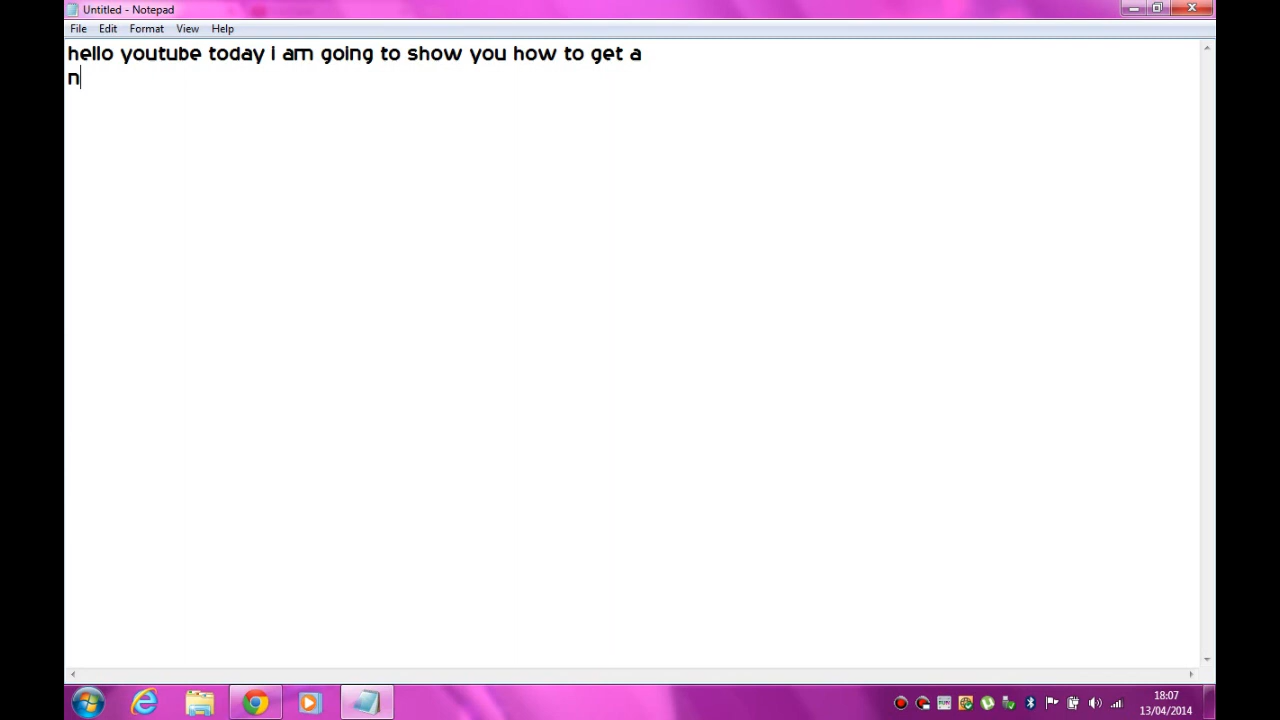 Untitled - Notepad
File Edit Format View Help
hello youtube today i am going to show you how to get a
n
18:07
13/04/2014